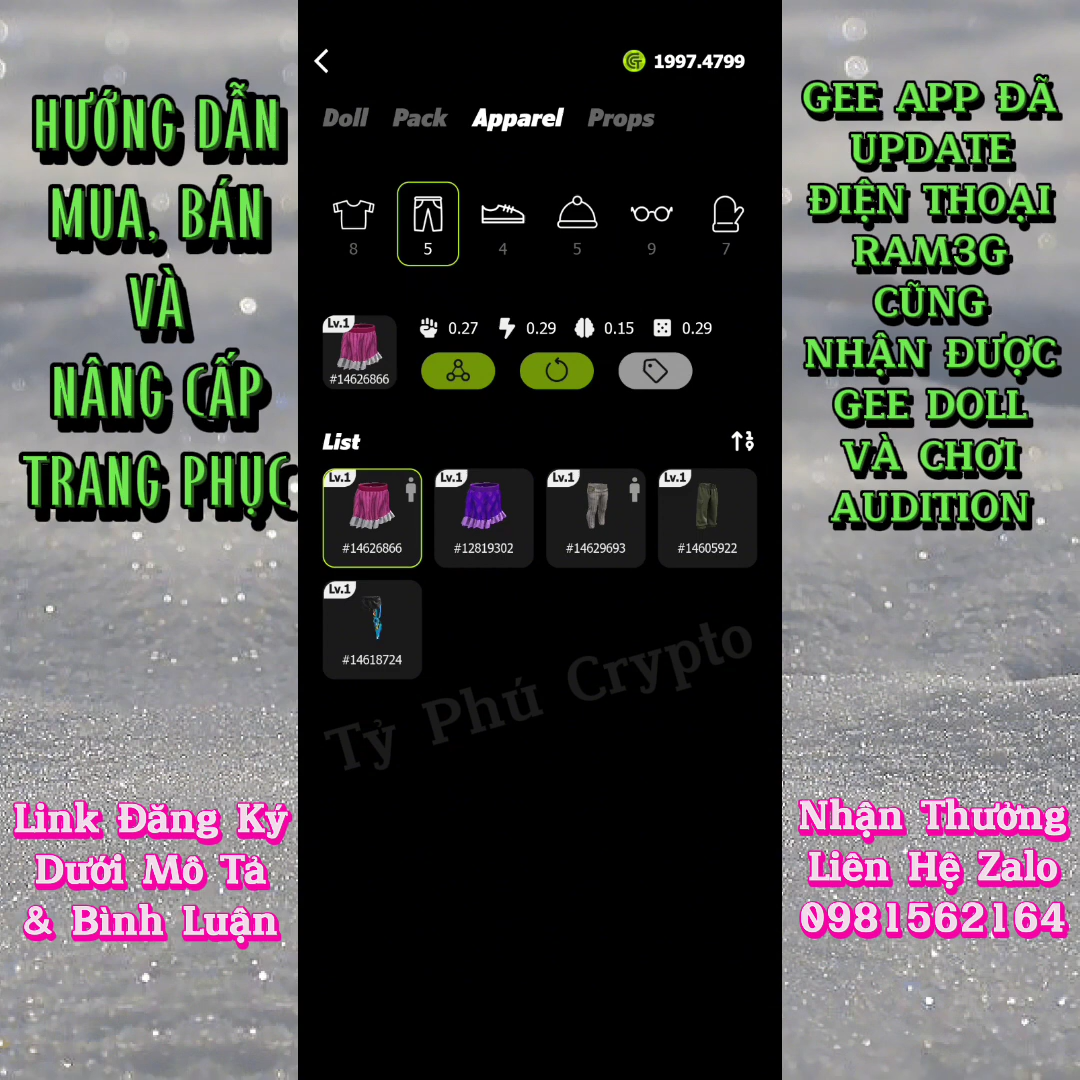 HƯỚNG DẪN
MUA, BÁN
VÀ
NÂNG CẤP
TRANG PHỤC
Link Đăng Ký
Dưới Mô Tả
& Bình Luận
1997.4799
Doll Pack Apparel Props
8 5 4 5 9 7
Lv.1
0.27 0.29 0.15 0.29
#14626866
List
Lv.1 Lv.1 Lv.1 Lv.1
#14626866 #12819302 #14629693 #14605922
Lv.1
#14618724
Tỷ Phú Crypto
GEE APP ĐÃ
UPDATE
ĐIỆN THOẠI
RAM3G
CŨNG
NHẬN ĐƯỢC
GEE DOLL
VÀ CHƠI
AUDITION
Nhận Thưởng
Liên Hệ Zalo
0981562164